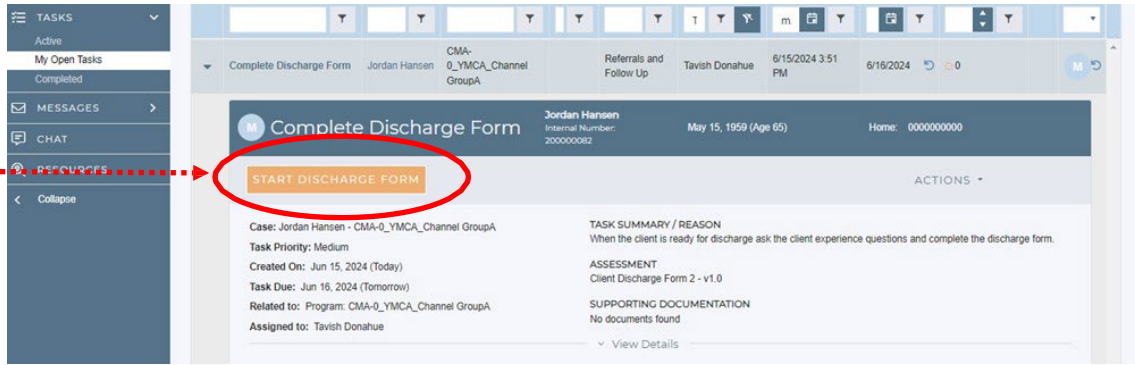 TASKS
Active
My Open Tasks
Completed
MESSAGES
CHAT
RESOURCES
Collapse
T
m
Complete Discharge Form
Jordan Hansen
CMA-
0_YMCA_Channel
GroupA
Referrals and
Follow Up
Tavish Donahue
6/15/2024 3:51
PM
6/16/2024
0
M
M
Complete Discharge Form
Jordan Hansen
Internal Number:
200000082
May 15, 1959 (Age 65)
Home: 0000000000
START DISCHARGE FORM
ACTIONS
Case: Jordan Hansen - CMA-0_YMCA_Channel GroupA
Task Priority: Medium
Created On: Jun 15, 2024 (Today)
Task Due: Jun 16, 2024 (Tomorrow)
Related to: Program: CMA-0_YMCA_Channel GroupA
Assigned to: Tavish Donahue
TASK SUMMARY / REASON
When the client is ready for discharge ask the client experience questions and complete the discharge form.
ASSESSMENT
Client Discharge Form 2 - v1.0
SUPPORTING DOCUMENTATION
No documents found
View Details